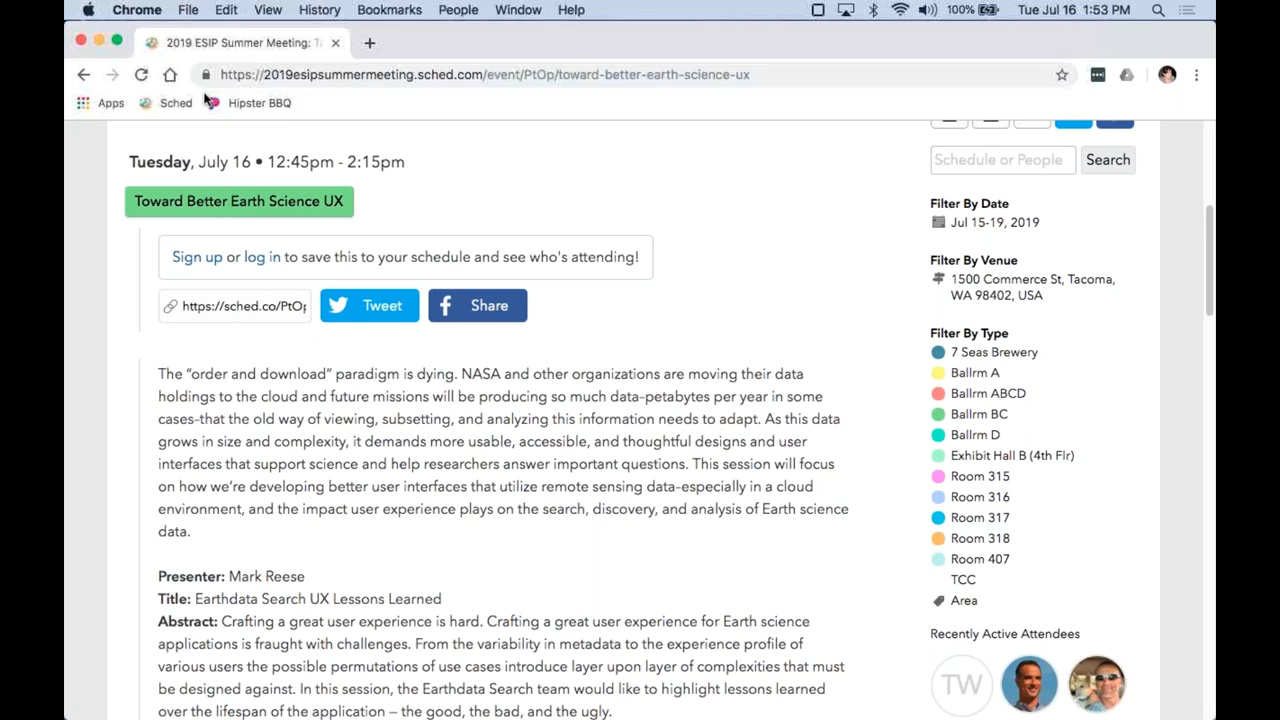 Chrome File Edit View History Bookmarks People Window Help 100% Tue Jul 16 1:53 PM
2019 ESIP Summer Meeting: T
https://2019esipsummermeeting.sched.com/event/PtOp/toward-better-earth-science-ux
Apps Sched Hipster BBQ
Tuesday, July 16 • 12:45pm - 2:15pm
Toward Better Earth Science UX
Sign up or log in to save this to your schedule and see who's attending!
https://sched.co/PtOp
Tweet
Share
The “order and download” paradigm is dying. NASA and other organizations are moving their data
holdings to the cloud and future missions will be producing so much data–petabytes per year in some
cases–that the old way of viewing, subsetting, and analyzing this information needs to adapt. As this data
grows in size and complexity, it demands more usable, accessible, and thoughtful designs and user
interfaces that support science and help researchers answer important questions. This session will focus
on how we’re developing better user interfaces that utilize remote sensing data–especially in a cloud
environment, and the impact user experience plays on the search, discovery, and analysis of Earth science
data.
Presenter: Mark Reese
Title: Earthdata Search UX Lessons Learned
Abstract: Crafting a great user experience is hard. Crafting a great user experience for Earth science
applications is fraught with challenges. From the variability in metadata to the experience profile of
various users the possible permutations of use cases introduce layer upon layer of complexities that must
be designed against. In this session, the Earthdata Search team would like to highlight lessons learned
over the lifespan of the application – the good, the bad, and the ugly.
Schedule or People
Search
Filter By Date
Jul 15-19, 2019
Filter By Venue
1500 Commerce St, Tacoma,
WA 98402, USA
Filter By Type
7 Seas Brewery
Ballrm A
Ballrm ABCD
Ballrm BC
Ballrm D
Exhibit Hall B (4th Flr)
Room 315
Room 316
Room 317
Room 318
Room 407
TCC
Area
Recently Active Attendees
TW